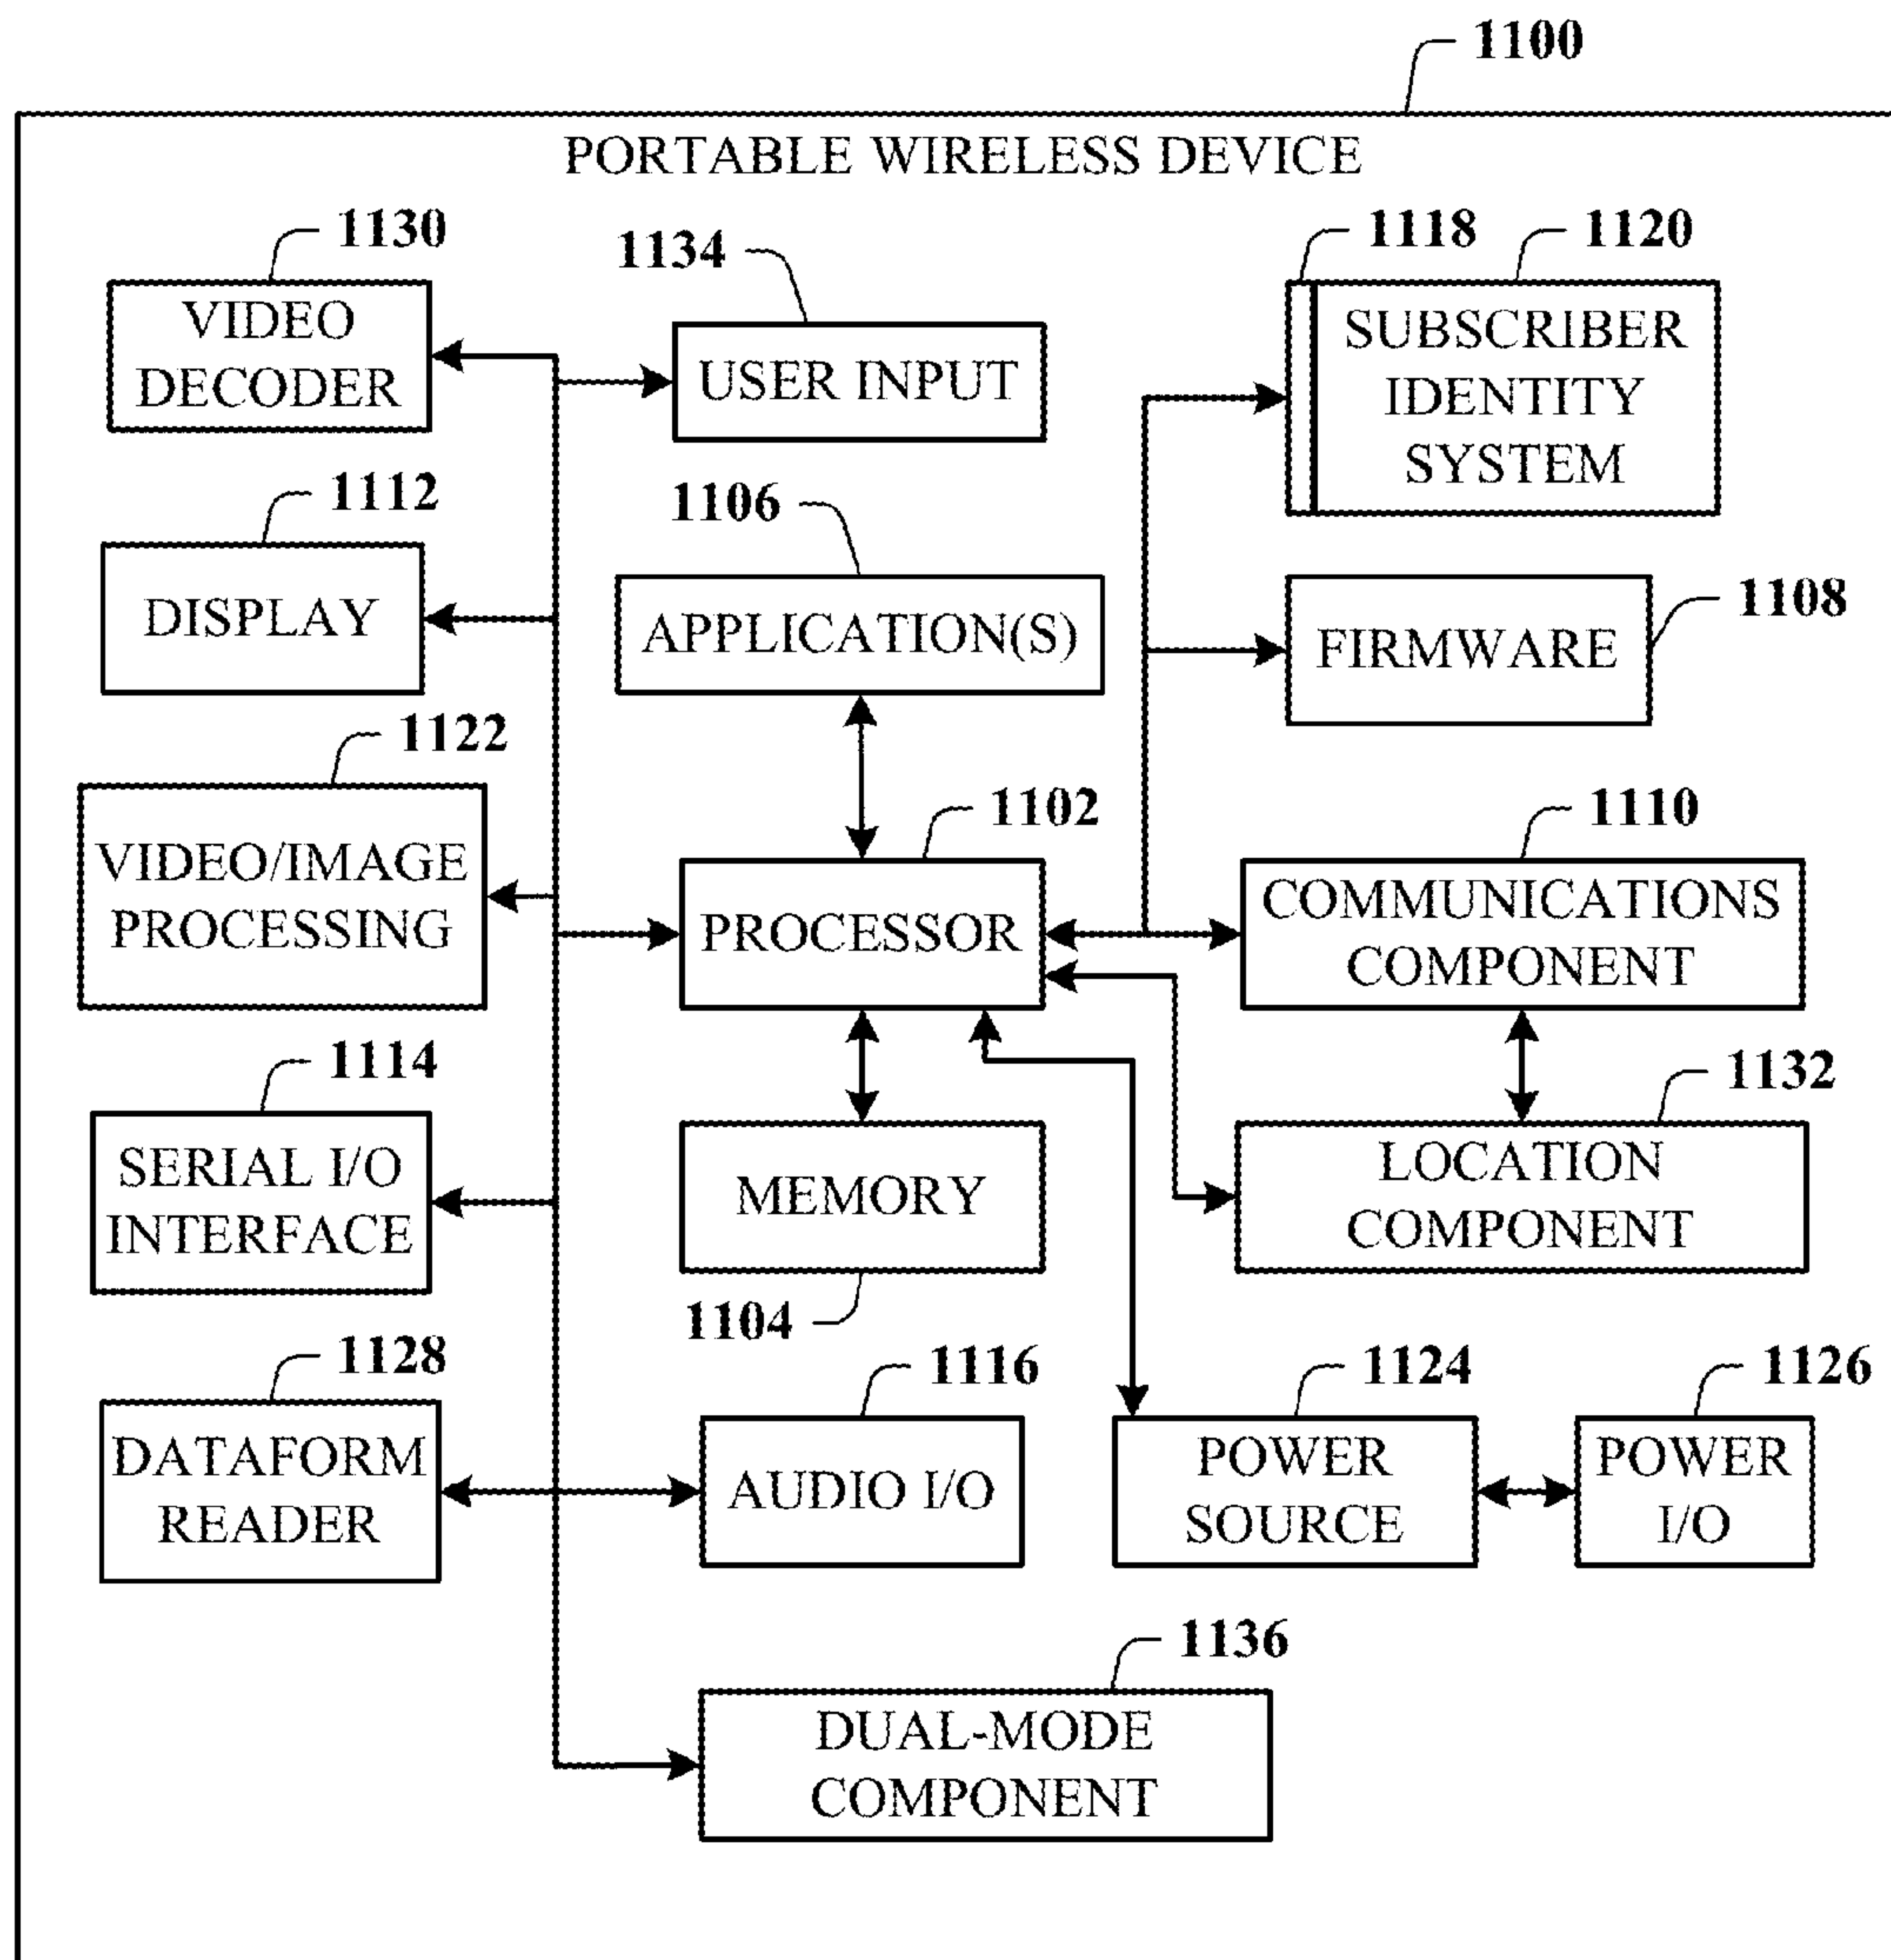 1100
PORTABLE WIRELESS DEVICE
1130
VIDEO
DECODER
1134
USER INPUT
1118
1120
SUBSCRIBER
IDENTITY
SYSTEM
1112
DISPLAY
1106
APPLICATION(S)
1108
FIRMWARE
1122
VIDEO/IMAGE
PROCESSING
1102
PROCESSOR
1110
COMMUNICATIONS
COMPONENT
1114
SERIAL I/O
INTERFACE
MEMORY
1104
1132
LOCATION
COMPONENT
1128
DATAFORM
READER
1116
AUDIO I/O
1124
POWER
SOURCE
1126
POWER
I/O
1136
DUAL-MODE
COMPONENT